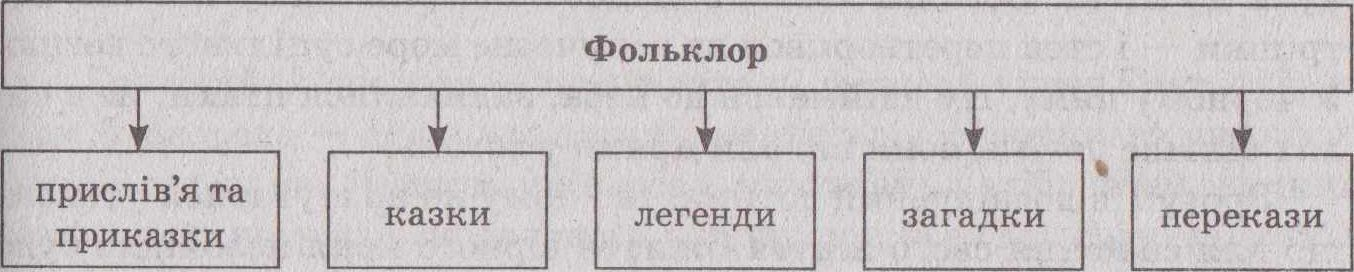 Фольклор
прислів'я та
приказки
казки
легенди
загадки
перекази